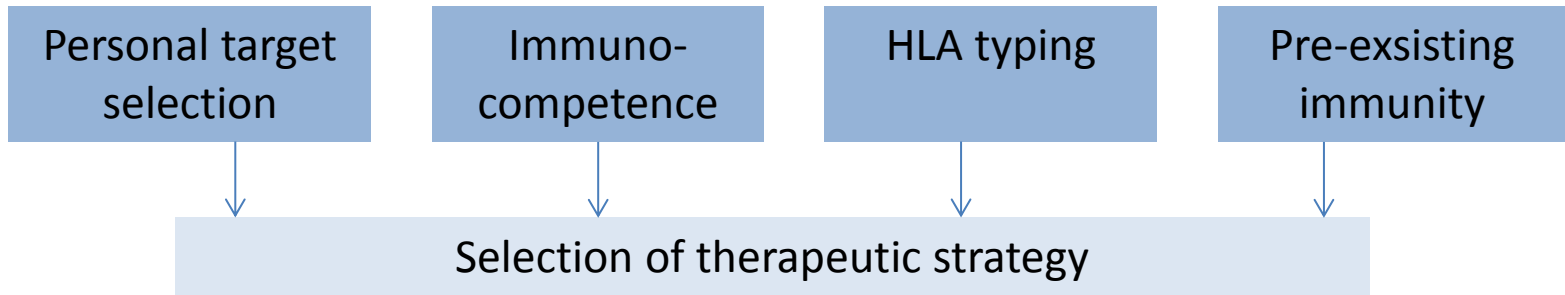 Personal target
selection
Immuno-
competence
HLA typing
Pre-exsisting
immunity
Selection of therapeutic strategy